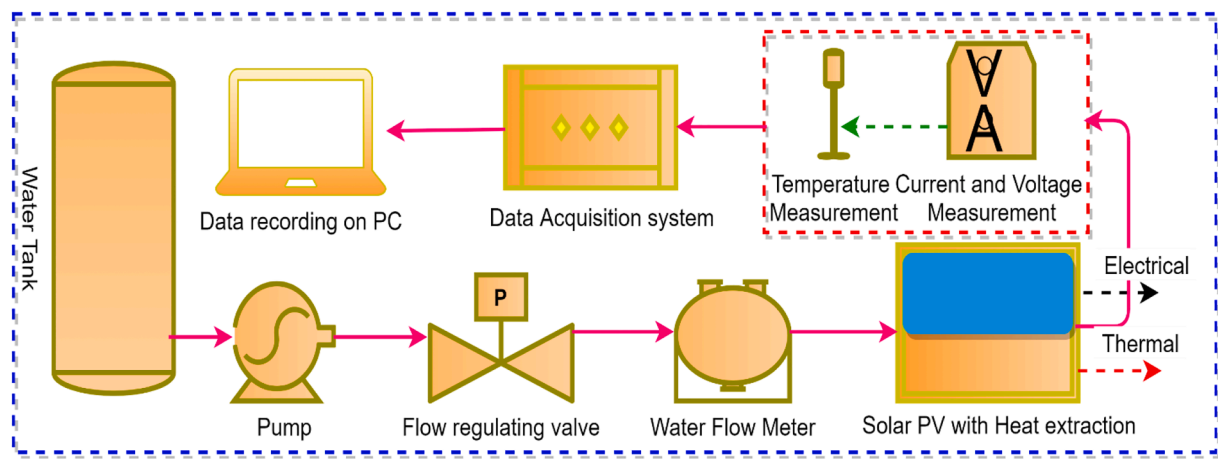 Water Tank
Data recording on PC
Data Acquisition system
Temperature
Measurement
Current and Voltage
Measurement
V
A
Electrical
Thermal
P
Pump
Flow regulating valve
Water Flow Meter
Solar PV with Heat extraction